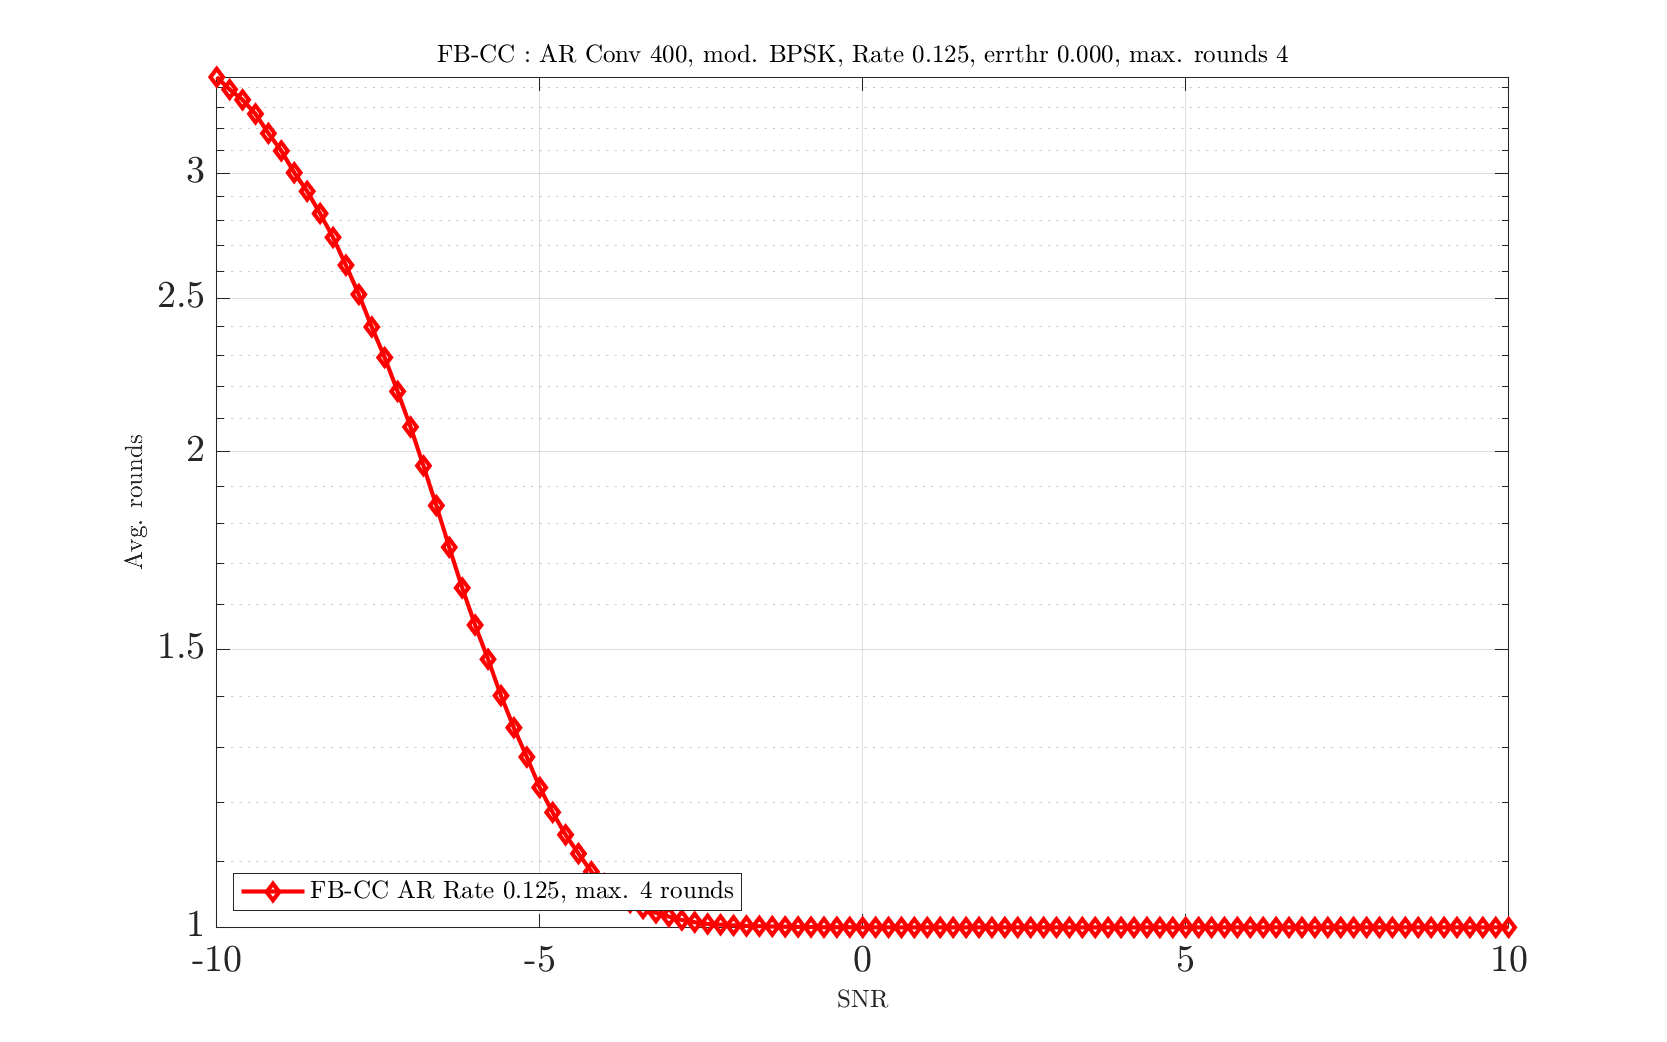 FB-CC : AR Conv 400, mod. BPSK, Rate 0.125, errthr 0.000, max. rounds 4
3
2.5
2
1.5
1
Avg. rounds
FB-CC AR Rate 0.125, max. 4 rounds
-10 -5 0 5 10
SNR